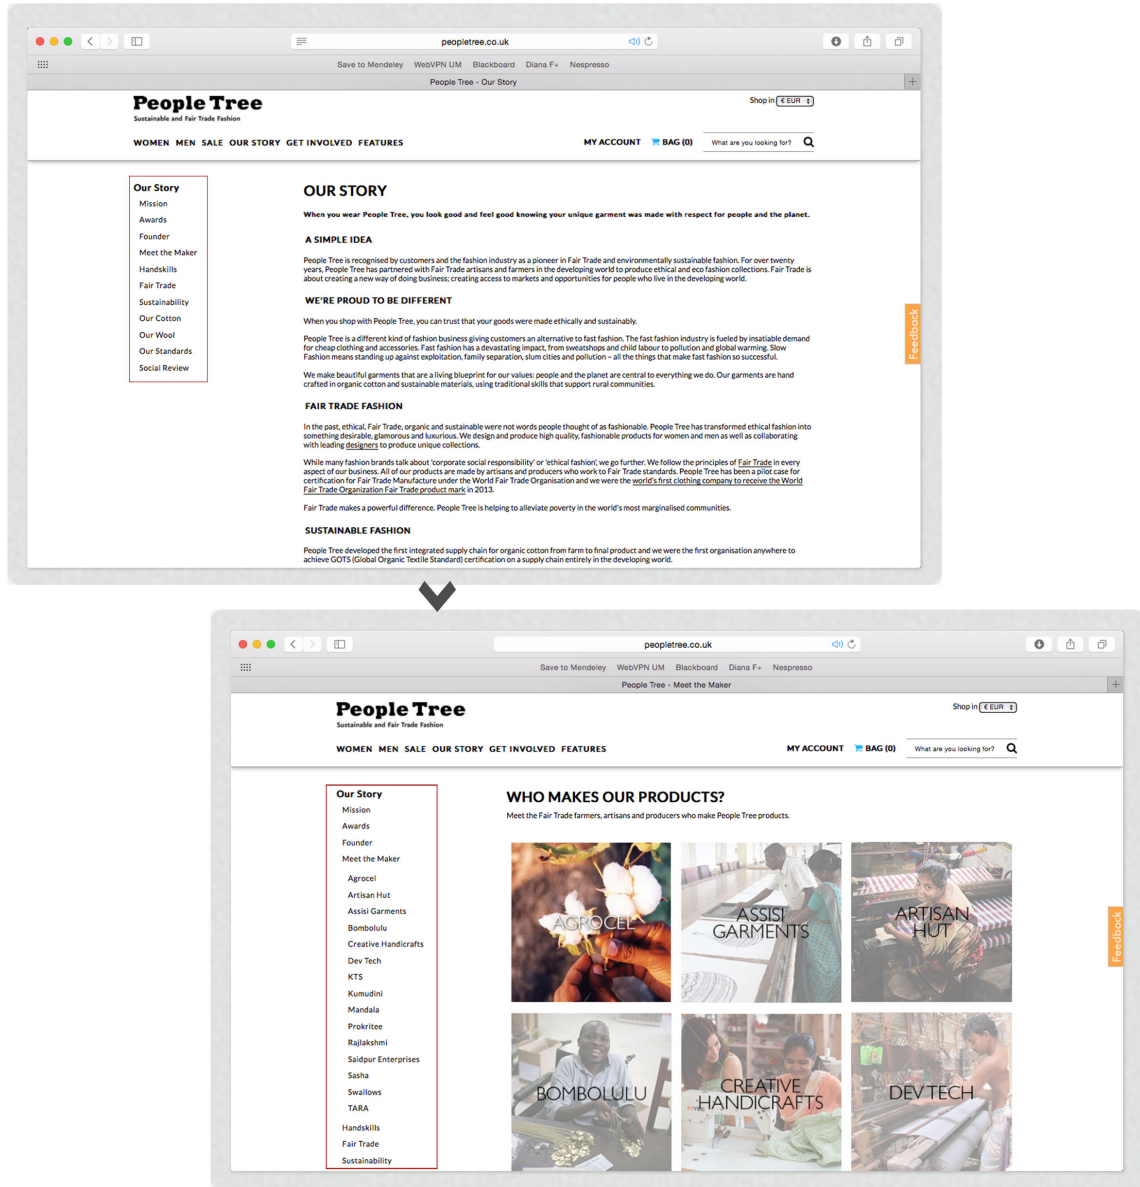 peopletree.co.uk
Save to Mendeley WebVPN UM Blackboard Diana F+ Nespresso
People Tree - Our Story
People Tree
Sustainable and Fair Trade Fashion
Shop in € EUR
WOMEN MEN SALE OUR STORY GET INVOLVED FEATURES
MY ACCOUNT BAG (0) What are you looking for?
Our Story
Mission
Awards
Founder
Meet the Maker
Handskills
Fair Trade
Sustainability
Our Cotton
Our Wool
Our Standards
Social Review
OUR STORY
When you wear People Tree, you look good and feel good knowing your unique garment was made with respect for people and the planet.
A SIMPLE IDEA
People Tree is recognised by customers and the fashion industry as a pioneer in Fair Trade and environmentally sustainable fashion. For over twenty
years, People Tree has partnered with Fair Trade artisans and farmers in the developing world to produce ethical and eco fashion collections. Fair Trade is
about creating a new way of doing business; creating access to markets and opportunities for people who live in the developing world.
WE'RE PROUD TO BE DIFFERENT
When you shop with People Tree, you can trust that your goods were made ethically and sustainably.
People Tree is a different kind of fashion business giving customers an alternative to fast fashion. The fast fashion industry is fueled by insatiable demand
for cheap clothing and accessories. Fast fashion has a devastating impact, from sweatshops and child labour to pollution and global warming. Slow
Fashion means standing up against exploitation, family separation, slum cities and pollution – all the things that make fast fashion so successful.
We make beautiful garments that are a living blueprint for our values: people and the planet are central to everything we do. Our garments are hand
crafted in organic cotton and sustainable materials, using traditional skills that support rural communities.
FAIR TRADE FASHION
In the past, ethical, Fair Trade, organic and sustainable were not words people thought of as fashionable. People Tree has transformed ethical fashion into
something desirable, glamorous and luxurious. We design and produce high quality, fashionable products for women and men as well as collaborating
with leading designers to produce unique collections.
While many fashion brands talk about 'corporate social responsibility' or 'ethical fashion', we go further. We follow the principles of Fair Trade in every
aspect of our business. All of our products are made by artisans and producers who work to Fair Trade standards. People Tree has been a pilot case for
certification for Fair Trade Manufacture under the World Fair Trade Organisation and we were the world's first clothing company to receive the World
Fair Trade Organization Fair Trade product mark in 2013.
Fair Trade makes a powerful difference. People Tree is helping to alleviate poverty in the world's most marginalised communities.
SUSTAINABLE FASHION
People Tree developed the first integrated supply chain for organic cotton from farm to final product and we were the first organisation anywhere to
achieve GOTS (Global Organic Textile Standard) certification on a supply chain entirely in the developing world.
Feedback
peopletree.co.uk
Save to Mendeley WebVPN UM Blackboard Diana F+ Nespresso
People Tree - Meet the Maker
People Tree
Sustainable and Fair Trade Fashion
Shop in € EUR
WOMEN MEN SALE OUR STORY GET INVOLVED FEATURES
MY ACCOUNT BAG (0) What are you looking for?
Our Story
Mission
Awards
Founder
Meet the Maker
Agrocel
Artisan Hut
Assisi Garments
Bombolulu
Creative Handicrafts
Dev Tech
KTS
Kumudini
Mandala
Prokritee
Rajlakshmi
Saidpur Enterprises
Sasha
Swallows
TARA
Handskills
Fair Trade
Sustainability
WHO MAKES OUR PRODUCTS?
Meet the Fair Trade farmers, artisans and producers who make People Tree products.
AGROCEL
ASSISI
GARMENTS
ARTISAN
HUT
BOMBOLULU
CREATIVE
HANDICRAFTS
DEV TECH
Feedback